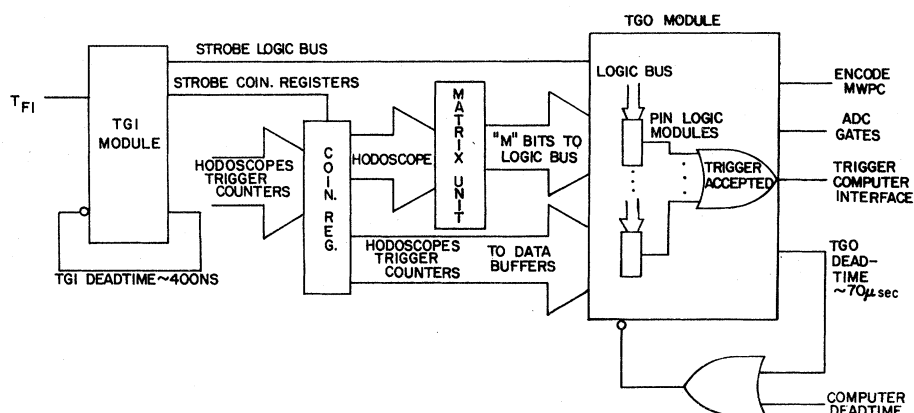 TGO MODULE
STROBE LOGIC BUS
STROBE COIN. REGISTERS
T_FI
TGI
MODULE
LOGIC BUS
PIN LOGIC
MODULES
ENCODE
MWPC
ADC
GATES
HODOSCOPES
TRIGGER
COUNTERS
COIN. REG.
HODOSCOPE
MATRIX UNIT
"M" BITS TO
LOGIC BUS
TRIGGER
ACCEPTED
TRIGGER
COMPUTER
INTERFACE
HODOSCOPES
TRIGGER
COUNTERS
TO DATA
BUFFERS
TGI DEADTIME~400NS
TGO
DEAD-
TIME
~70μsec
COMPUTER
DEADTIME